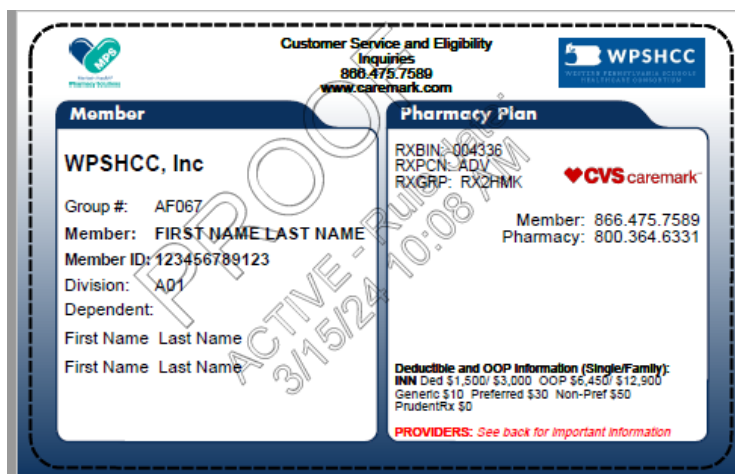 MPS
Pharmacy Solutions
Customer Service and Eligibility
Inquiries
866.475.7589
www.caremark.com
WPSHCC
WESTERN PENNSYLVANIA SCHOOLS
HEALTHCARE CONSORTIUM
Member
WPSHCC, Inc
Group #: AF067
Member: FIRST NAME LAST NAME
Member ID: 123456789123
Division: A01
Dependent:
First Name Last Name
First Name Last Name
Pharmacy Plan
RXBIN: 004336
RXPCN: ADV
RXGRP: RX2HMK
CVS caremark
Member: 866.475.7589
Pharmacy: 800.364.6331
Deductible and OOP Information (Single/Family):
INN Ded $1,500/ $3,000 OOP $6,450/ $12,900
Generic $10 Preferred $30 Non-Pref $50
PrudentRx $0
PROVIDERS: See back for important information
PROOF
ACTIVE - Rula
3/15/24 10:08 AM